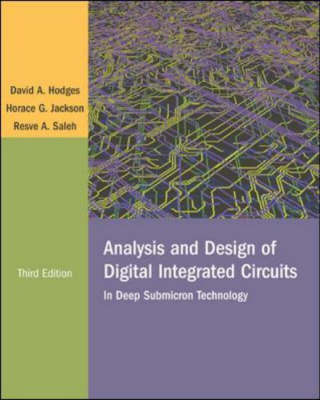 David A. Hodges
Horace G. Jackson
Resve A. Saleh
Analysis and Design of
Digital Integrated Circuits
Third Edition
In Deep Submicron Technology